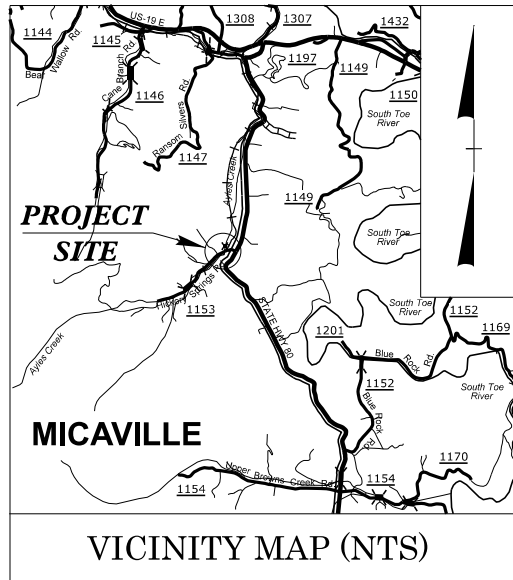 1144
US-19 E
1308
1307
1432
1145
Bear Wallow Rd.
Cane Branch Rd.
1197
1149
1146
Silvers Rd.
1150
South Toe
River
Ransom
1147
Ayles Creek
1149
PROJECT
SITE
South Toe
River
Hickory Springs Rd.
1153
STATE HWY 80
South Toe
River
1152
1201
1169
Blue Rock Rd.
Ayles Creek
1152
South Toe
River
Blue Rock Rd.
MICAVILLE
1170
Upper Browns Creek Rd.
1154
1154
VICINITY MAP (NTS)